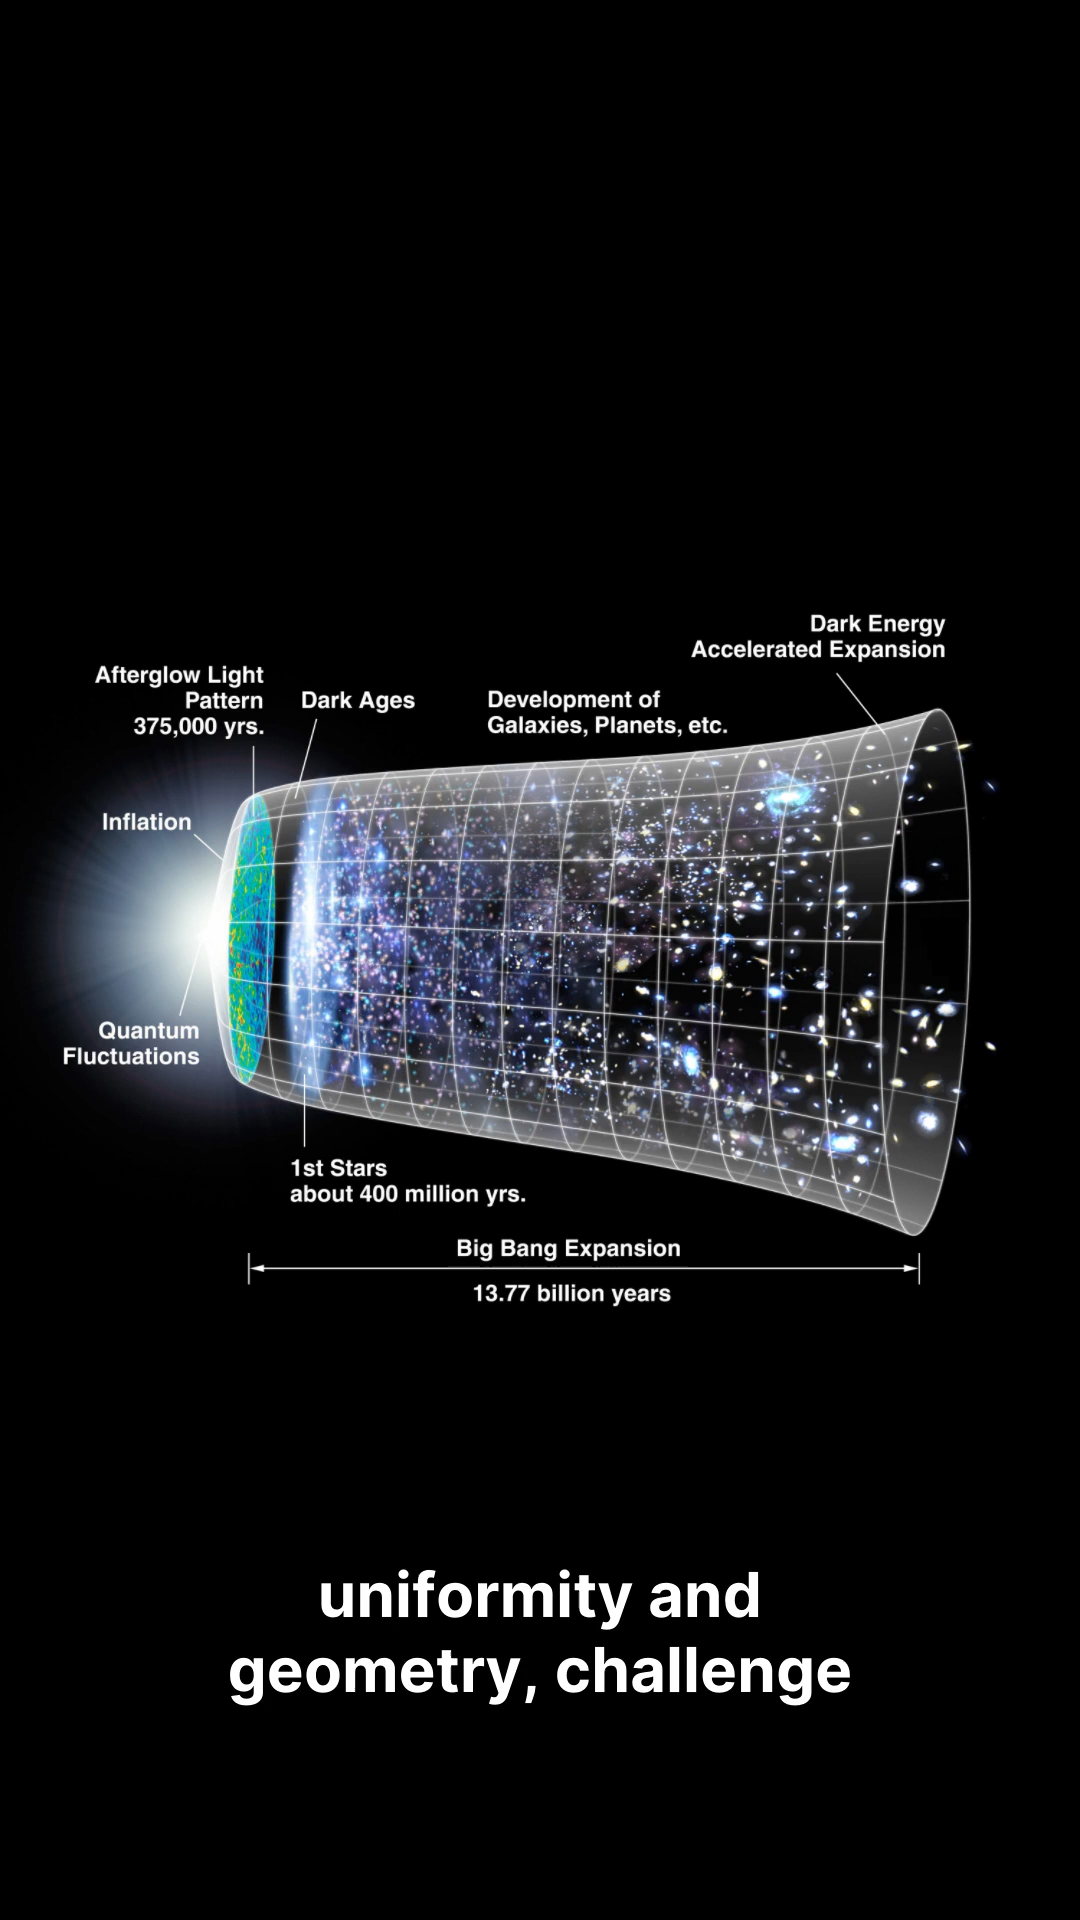 Dark Energy
Accelerated Expansion
Afterglow Light
Pattern
375,000 yrs.
Dark Ages
Development of
Galaxies, Planets, etc.
Inflation
Quantum
Fluctuations
1st Stars
about 400 million yrs.
Big Bang Expansion
13.77 billion years
uniformity and
geometry, challenge